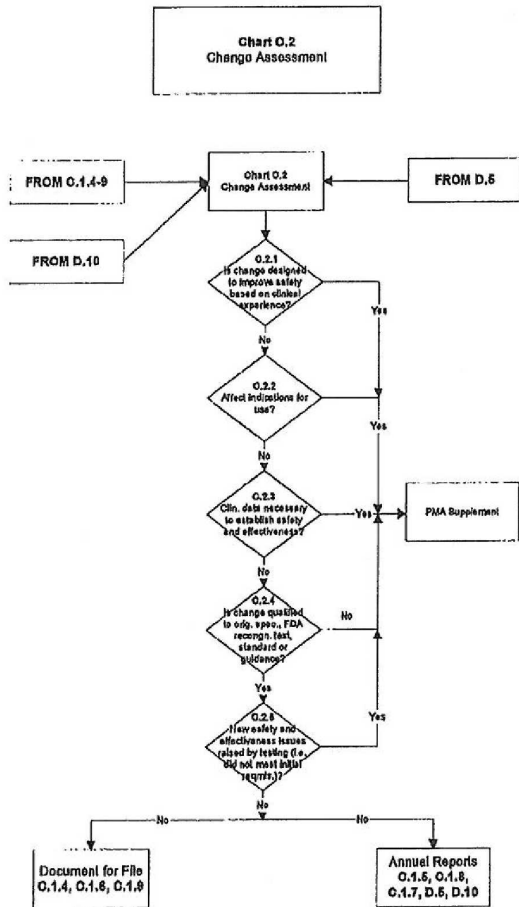 Chart C.2
Change Assessment
FROM C.1.4-9
Chart C.2
Change Assessment
FROM D.5
FROM D.10
C.2.1
Is change designed
to improve safety
based on clinical
experience?
Yes
No
C.2.2
Affect indications for
use?
Yes
No
C.2.3
Clin. data necessary
to establish safety
and effectiveness?
Yes
PMA Supplement
No
C.2.4
Is change qualified
to orig. spec., FDA
recongn. text,
standard or
guidance?
No
Yes
C.2.5
New safety and
effectiveness issues
raised by testing (i.e.
did not meet initial
reqmts.)?
Yes
No
No
No
Document for File
C.1.4, C.1.6, C.1.9
Annual Reports
C.1.5, C.1.8,
C.1.7, D.5, D.10